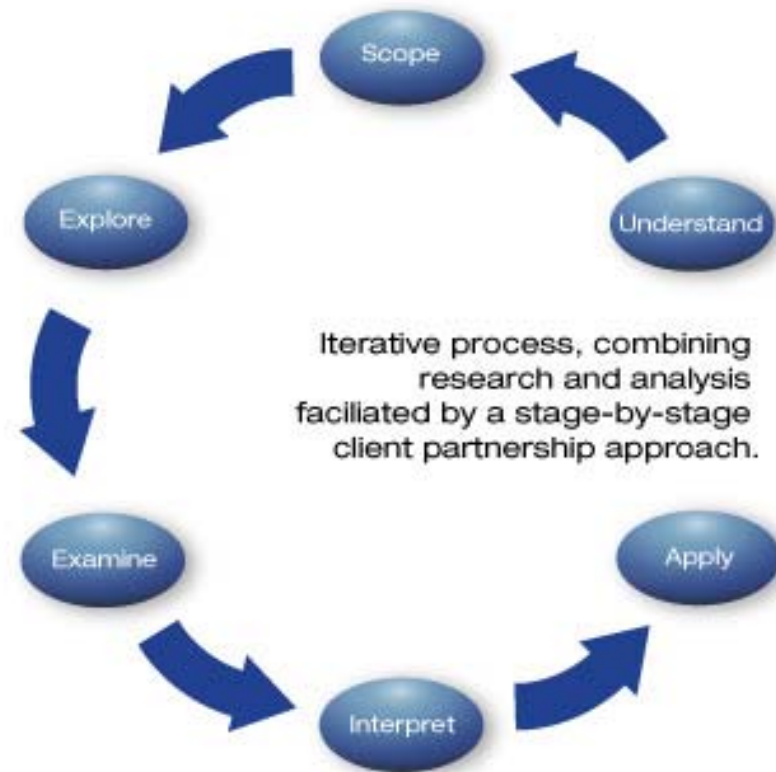 Scope
Explore
Understand
Iterative process, combining
research and analysis
faciliated by a stage-by-stage
client partnership approach.
Examine
Apply
Interpret